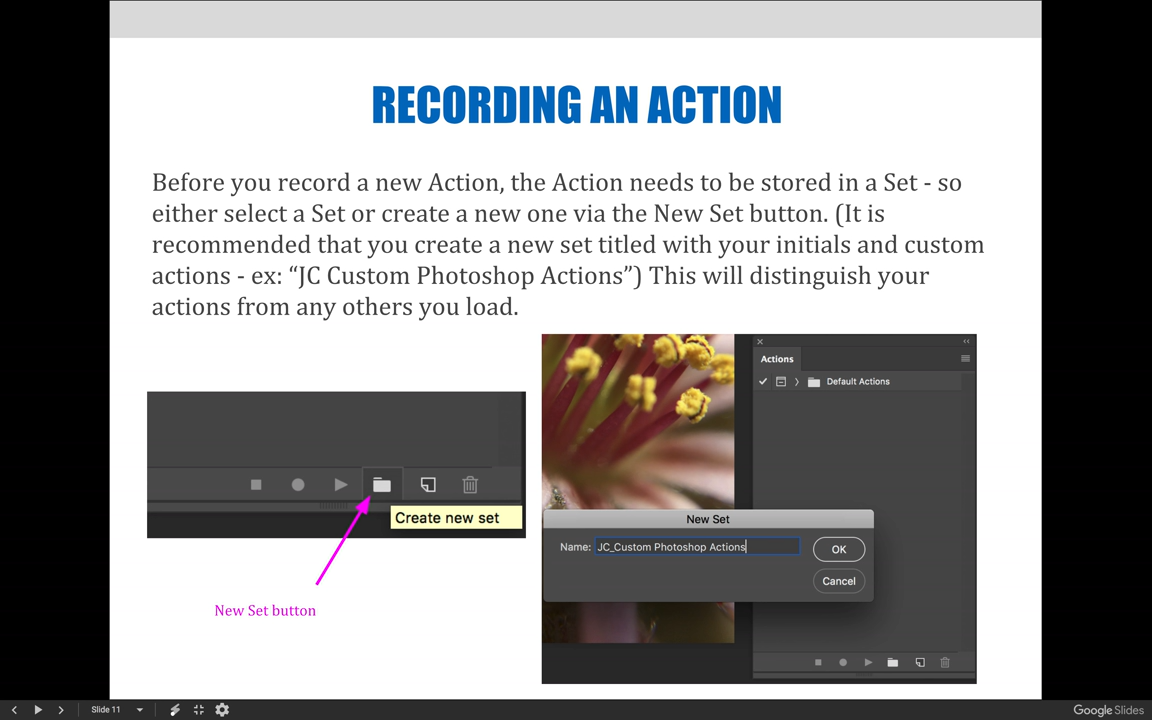 RECORDING AN ACTION
Before you record a new Action, the Action needs to be stored in a Set - so
either select a Set or create a new one via the New Set button. (It is
recommended that you create a new set titled with your initials and custom
actions - ex: “JC Custom Photoshop Actions”) This will distinguish your
actions from any others you load.
Create new set
New Set button
Actions
Default Actions
New Set
Name: JC_Custom Photoshop Actions
OK
Cancel
Slide 11
Google Slides